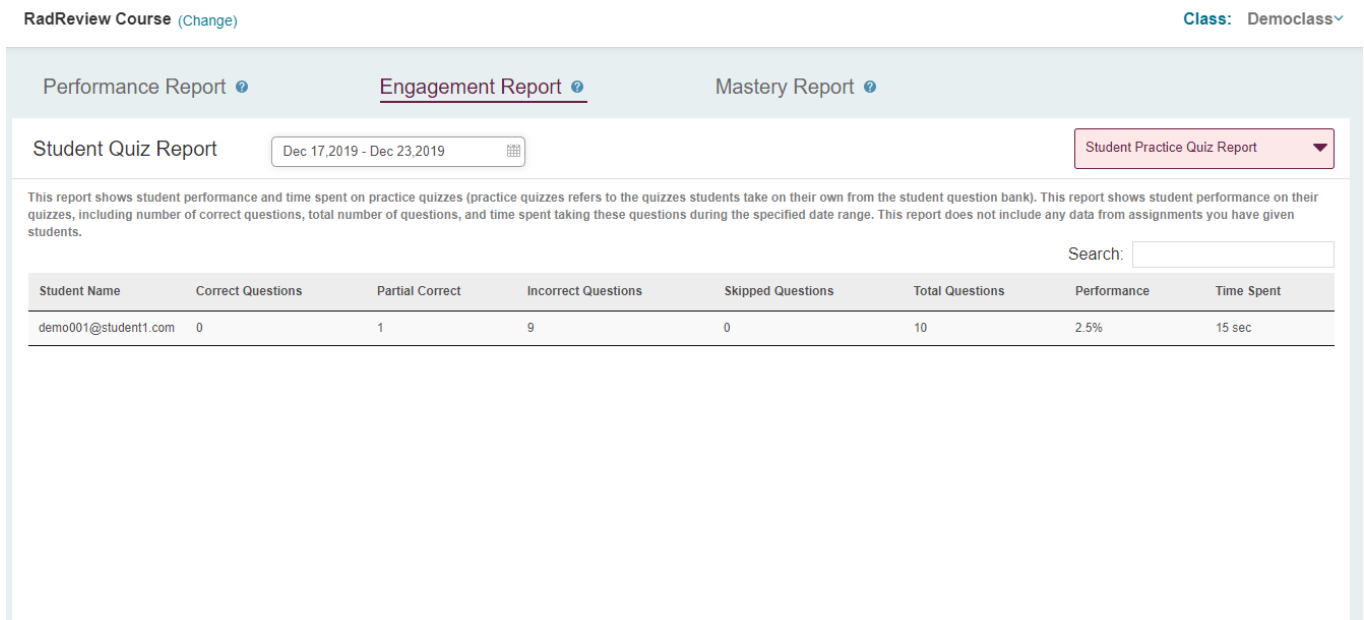 RadReview Course (Change) Class: Democlass
Performance Report ? Engagement Report ? Mastery Report ?
Student Quiz Report Dec 17,2019 - Dec 23,2019 Student Practice Quiz Report
This report shows student performance and time spent on practice quizzes (practice quizzes refers to the quizzes students take on their own from the student question bank). This report shows student performance on their
quizzes, including number of correct questions, total number of questions, and time spent taking these questions during the specified date range. This report does not include any data from assignments you have given
students.
Search:
Student Name Correct Questions Partial Correct Incorrect Questions Skipped Questions Total Questions Performance Time Spent
demo001@student1.com 0 1 9 0 10 2.5% 15 sec